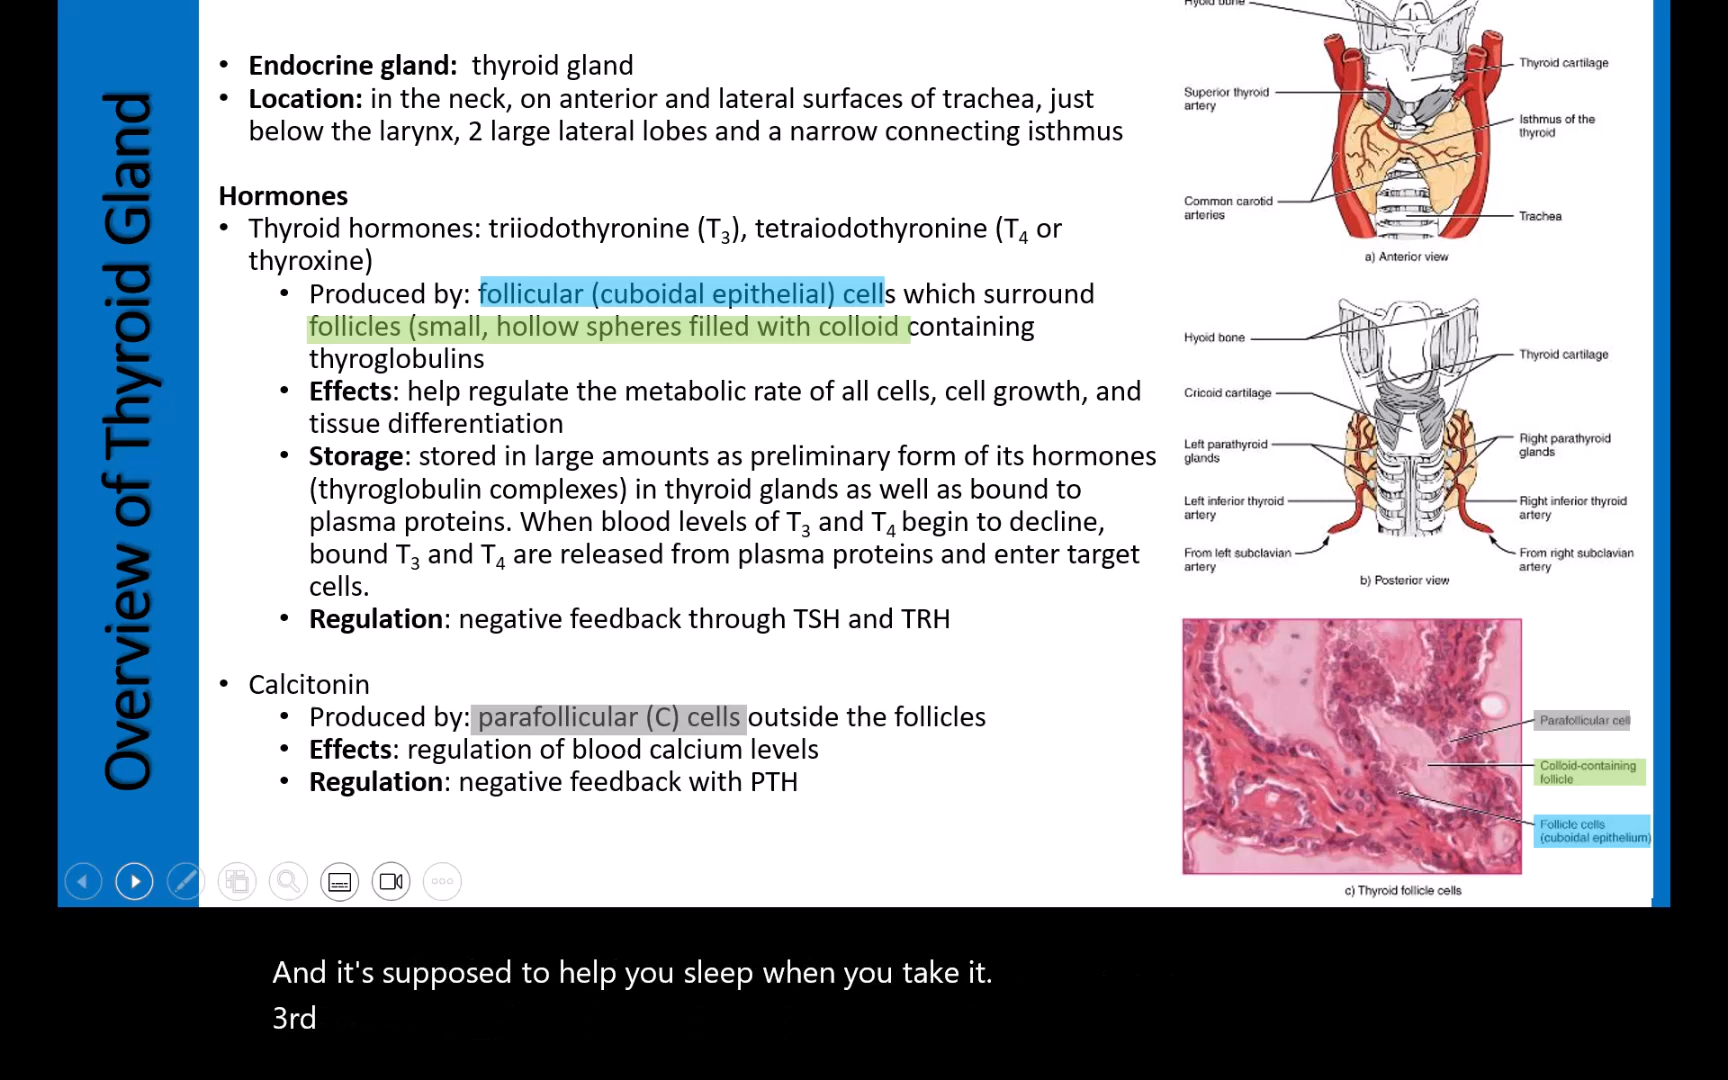 Overview of Thyroid Gland
• Endocrine gland: thyroid gland
• Location: in the neck, on anterior and lateral surfaces of trachea, just
below the larynx, 2 large lateral lobes and a narrow connecting isthmus
Hormones
• Thyroid hormones: triiodothyronine (T3), tetraiodothyronine (T4 or
thyroxine)
• Produced by: follicular (cuboidal epithelial) cells which surround
follicles (small, hollow spheres filled with colloid containing
thyroglobulins
• Effects: help regulate the metabolic rate of all cells, cell growth, and
tissue differentiation
• Storage: stored in large amounts as preliminary form of its hormones
(thyroglobulin complexes) in thyroid glands as well as bound to
plasma proteins. When blood levels of T3 and T4 begin to decline,
bound T3 and T4 are released from plasma proteins and enter target
cells.
• Regulation: negative feedback through TSH and TRH
• Calcitonin
• Produced by: parafollicular (C) cells outside the follicles
• Effects: regulation of blood calcium levels
• Regulation: negative feedback with PTH
Hyoid bone
Thyroid cartilage
Superior thyroid
artery
Isthmus of the
thyroid
Common carotid
arteries
Trachea
a) Anterior view
Hyoid bone
Thyroid cartilage
Cricoid cartilage
Left parathyroid
glands
Right parathyroid
glands
Left inferior thyroid
artery
Right inferior thyroid
artery
From left subclavian
artery
From right subclavian
artery
b) Posterior view
Parafollicular cell
Colloid-containing
follicle
Follicle cells
(cuboidal epithelium)
c) Thyroid follicle cells
And it's supposed to help you sleep when you take it.
3rd